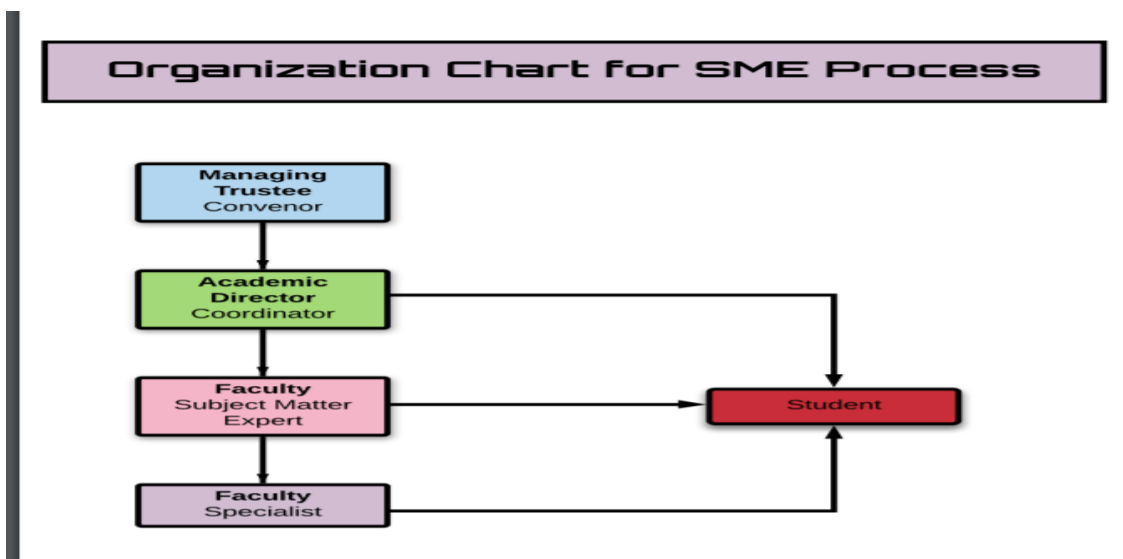 Organization Chart for SME Process
Managing
Trustee
Convenor
Academic
Director
Coordinator
Faculty
Subject Matter
Expert
Student
Faculty
Specialist